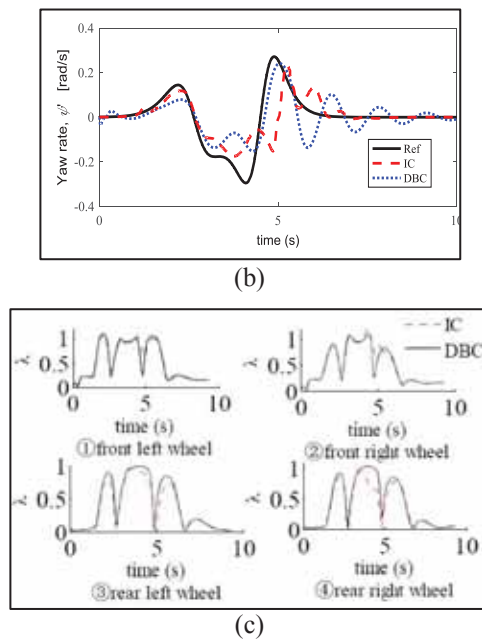 0.4
0.2
0
-0.2
-0.4
Yaw rate, ψ' [rad/s]
Ref
IC
DBC
0 5 10
time (s)
(b)
IC
DBC
λ
1
0.5
0
0 5 10
time (s)
①front left wheel
λ
1
0.5
0
0 5 10
time (s)
②front right wheel
λ
1
0.5
0
0 5 10
time (s)
③rear left wheel
λ
1
0.5
0
0 5 10
time (s)
④rear right wheel
(c)